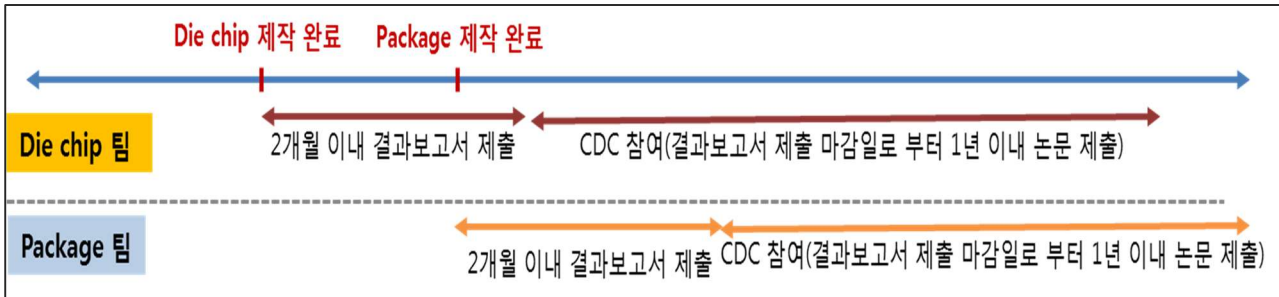 Die chip 제작 완료
Package 제작 완료
Die chip 팀
2개월 이내 결과보고서 제출
CDC 참여(결과보고서 제출 마감일로 부터 1년 이내 논문 제출)
Package 팀
2개월 이내 결과보고서 제출
CDC 참여(결과보고서 제출 마감일로 부터 1년 이내 논문 제출)